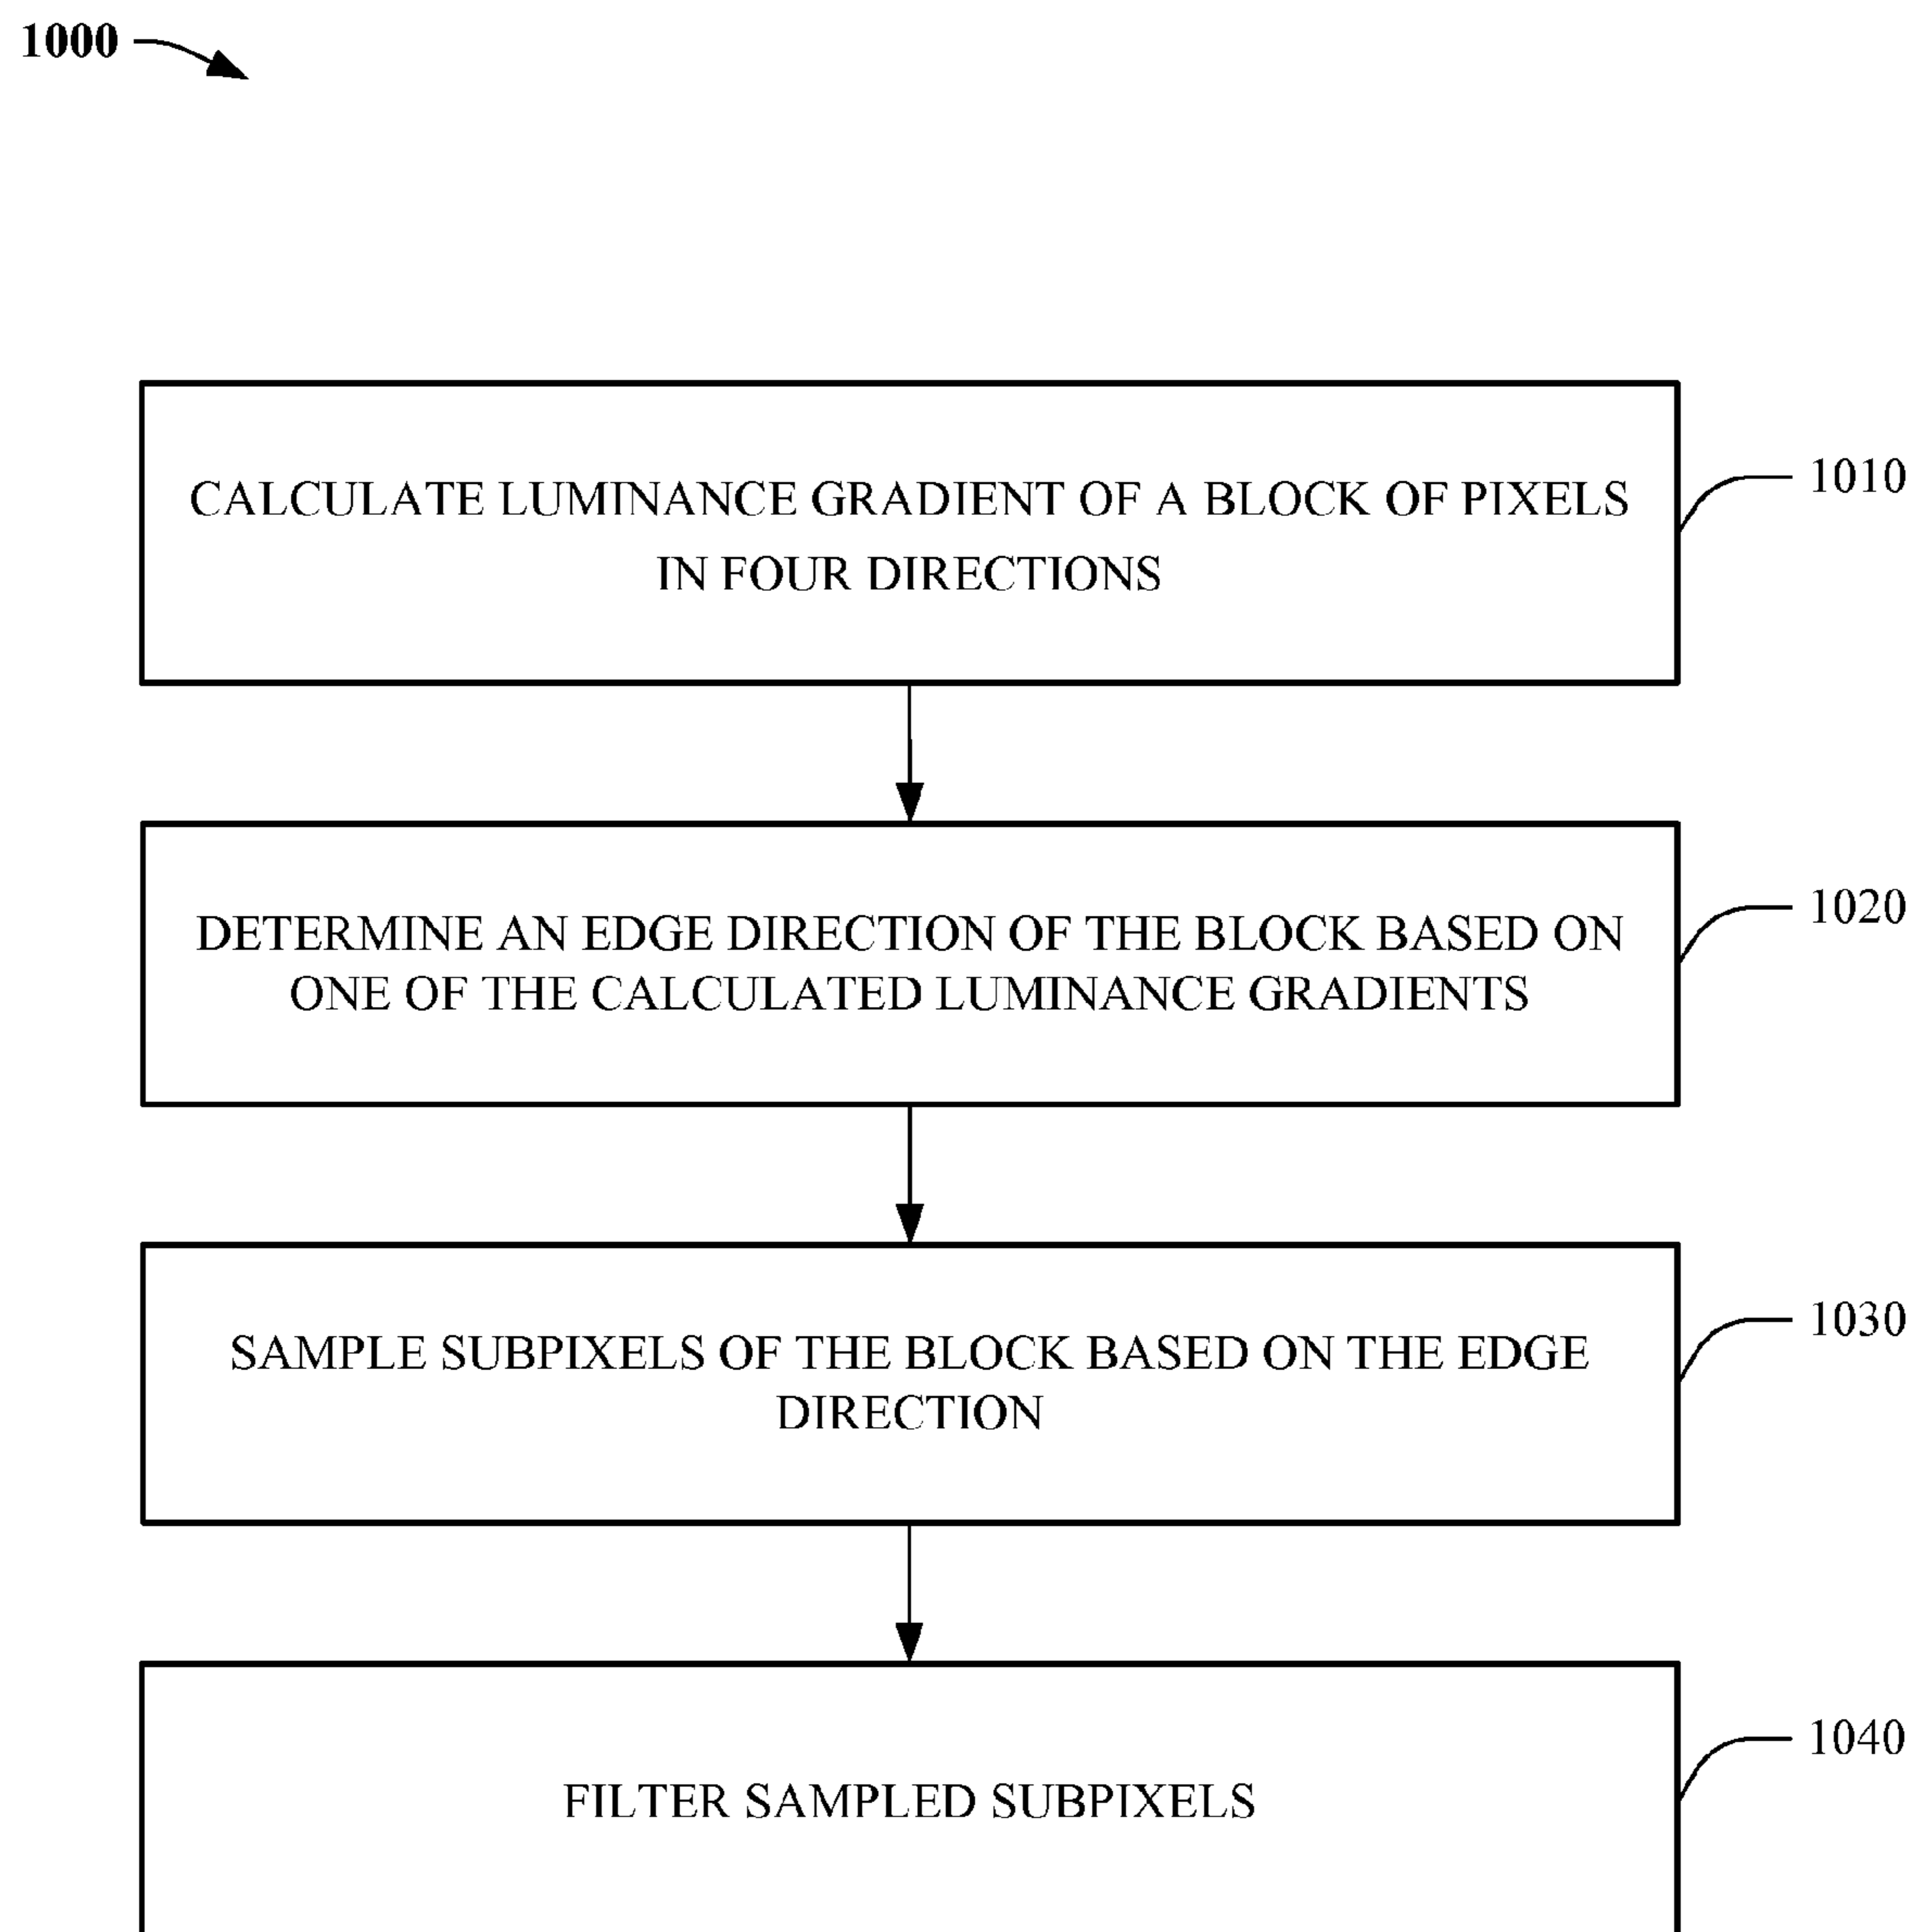 1000
CALCULATE LUMINANCE GRADIENT OF A BLOCK OF PIXELS
IN FOUR DIRECTIONS
1010
DETERMINE AN EDGE DIRECTION OF THE BLOCK BASED ON
ONE OF THE CALCULATED LUMINANCE GRADIENTS
1020
SAMPLE SUBPIXELS OF THE BLOCK BASED ON THE EDGE
DIRECTION
1030
FILTER SAMPLED SUBPIXELS
1040